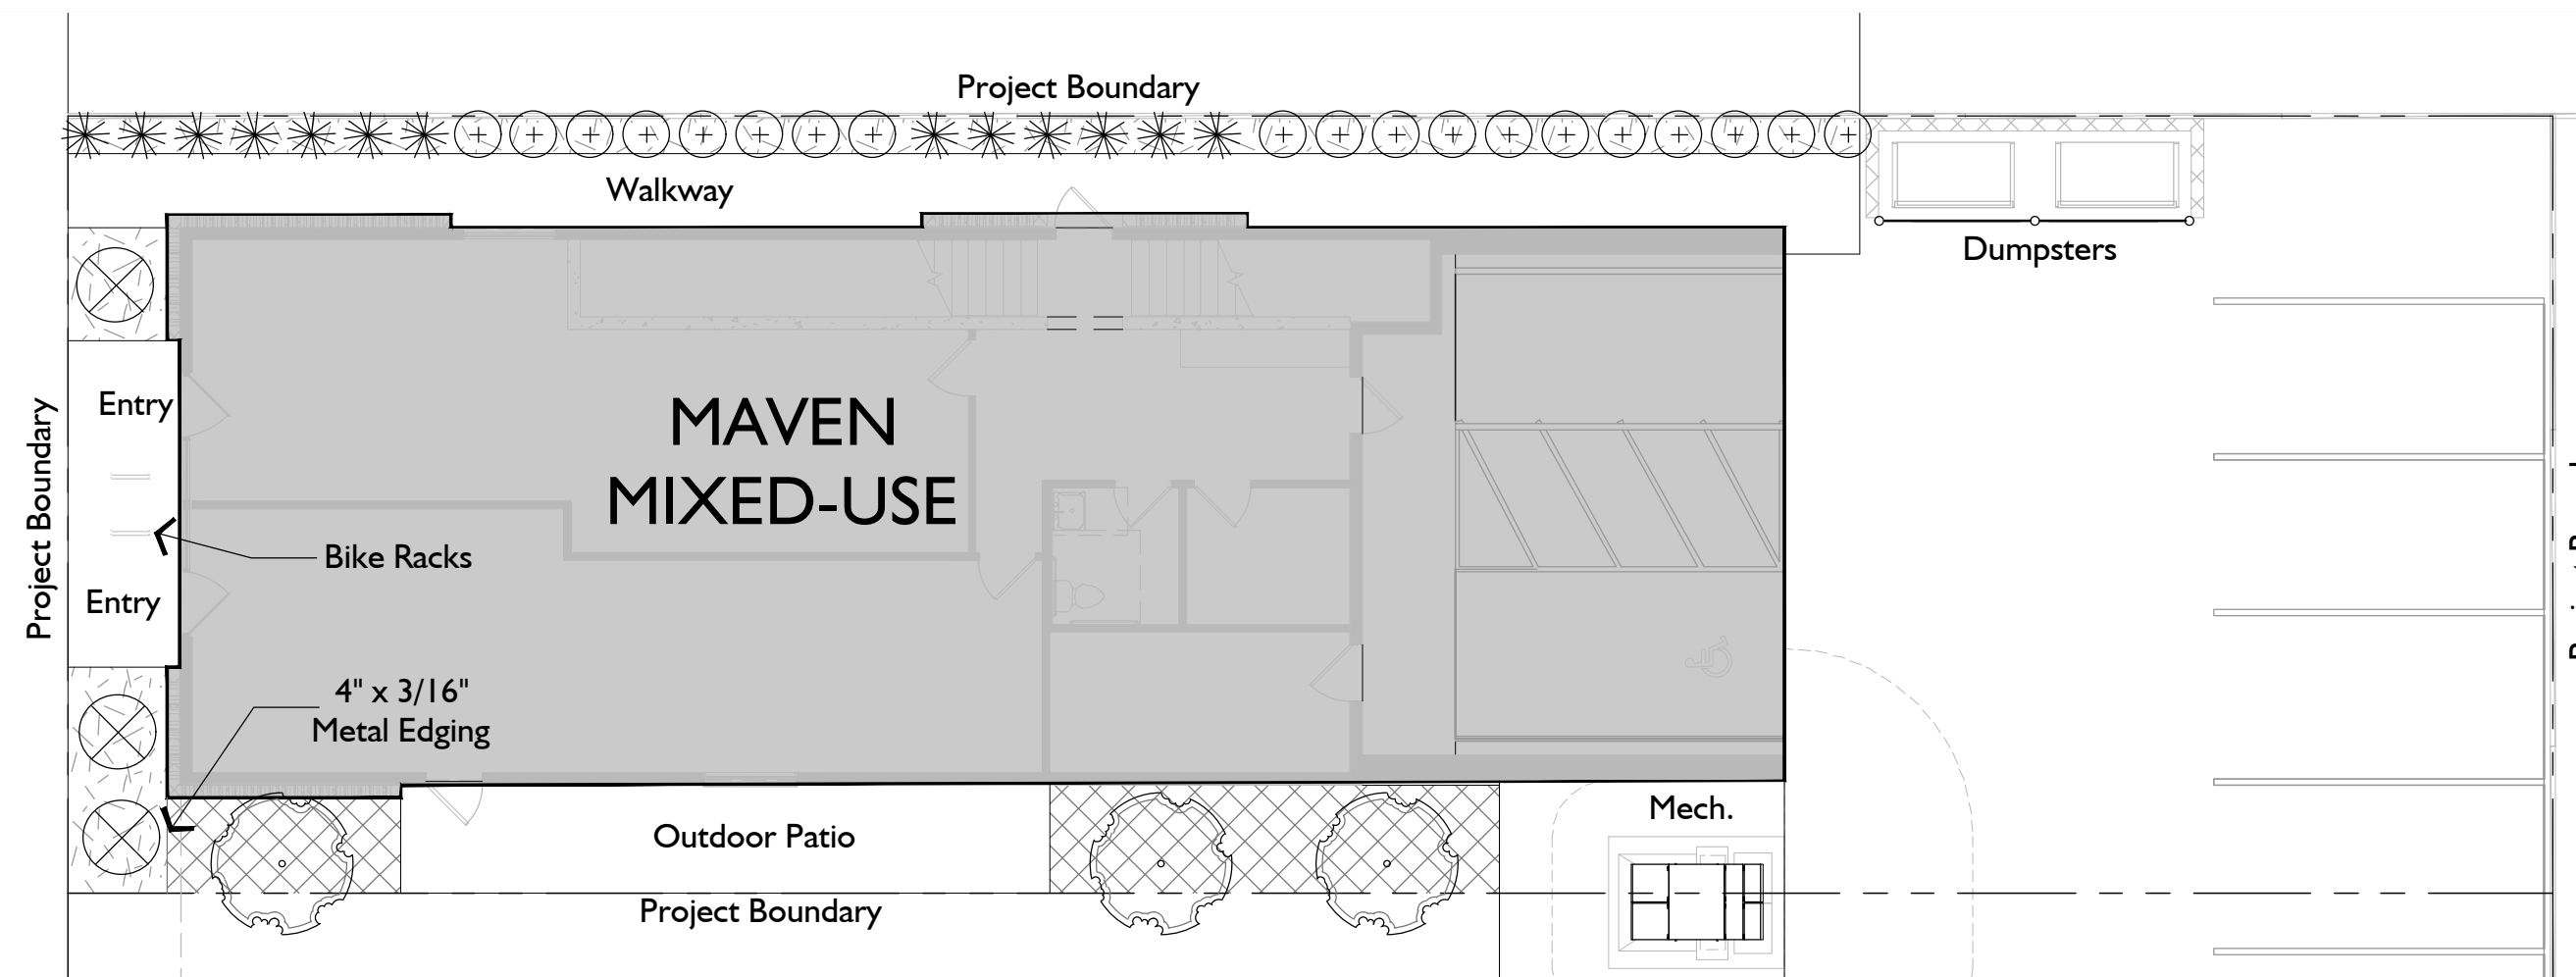 Project Boundary
Walkway
Dumpsters
Entry
MAVEN
MIXED-USE
Project Boundary
Bike Racks
Entry
4" x 3/16"
Metal Edging
Mech.
Outdoor Patio
Project Boundary